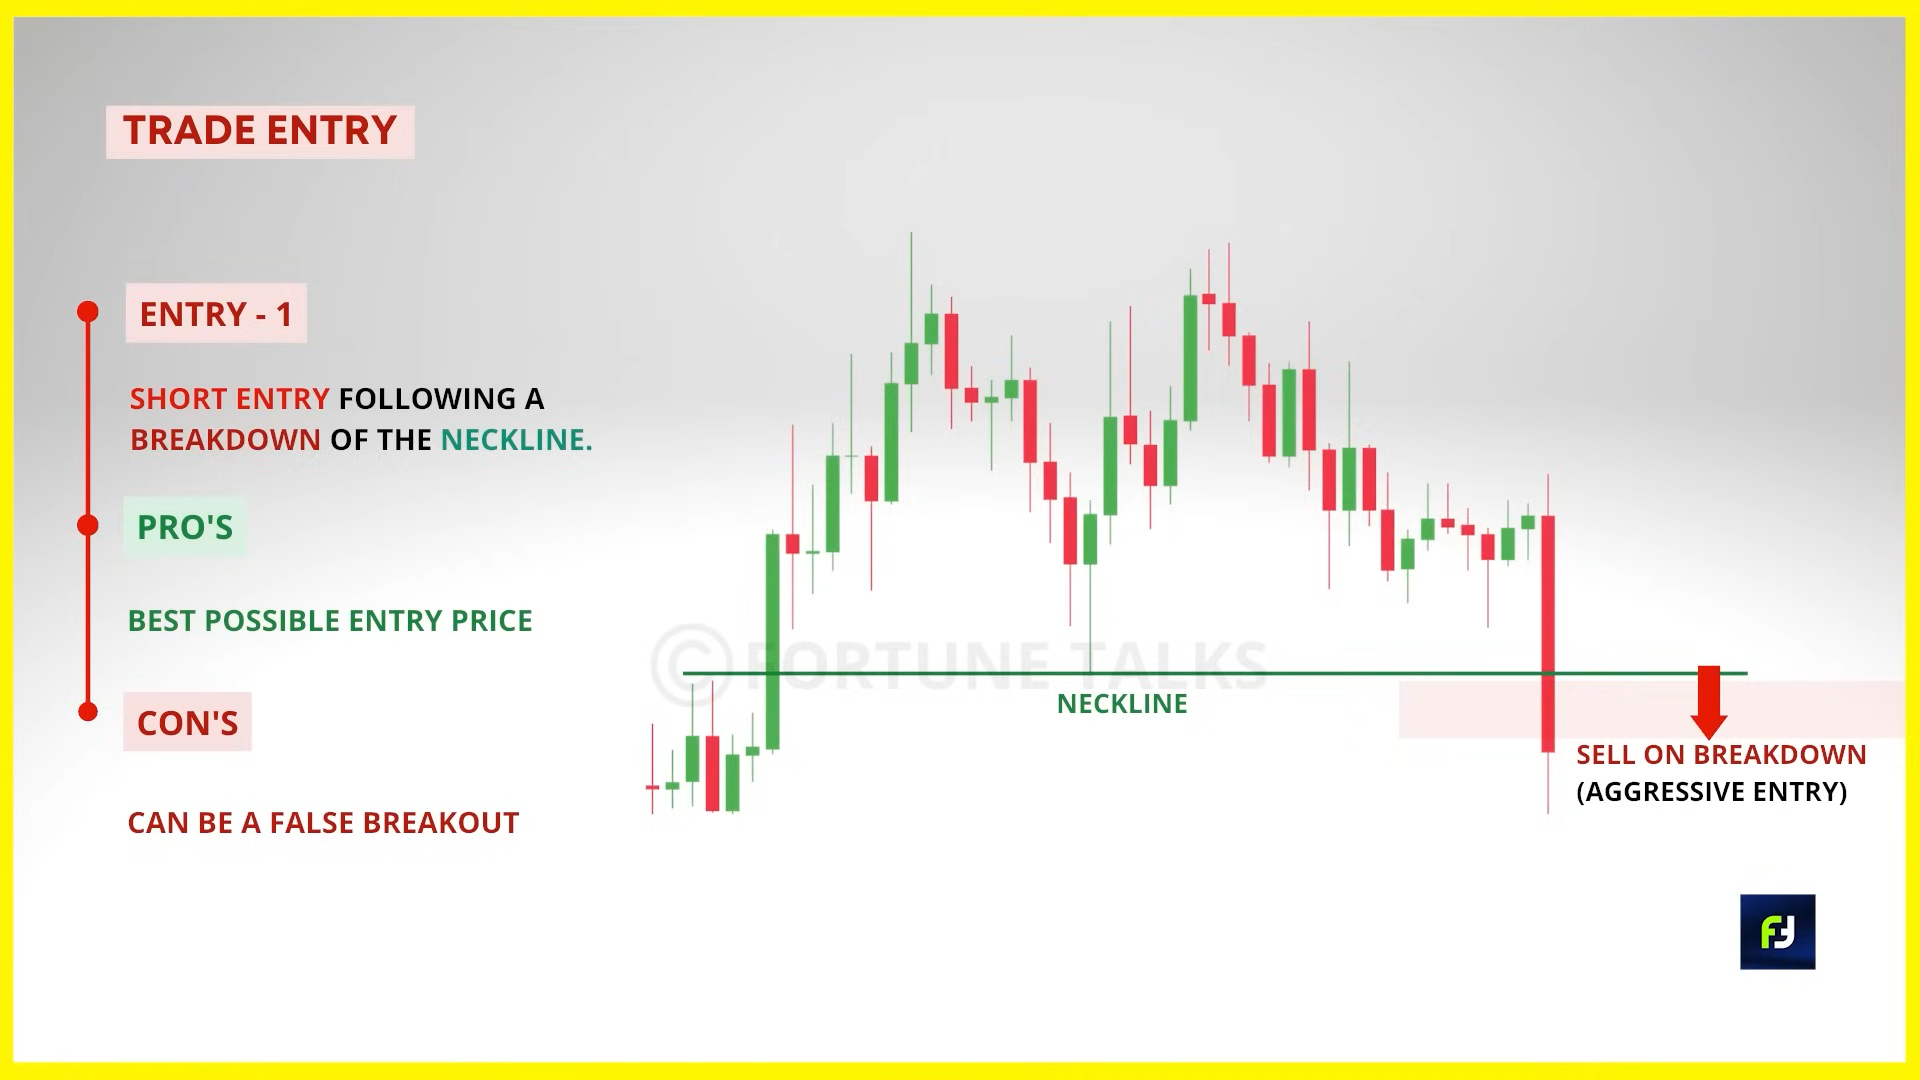 TRADE ENTRY
ENTRY - 1
SHORT ENTRY FOLLOWING A
BREAKDOWN OF THE NECKLINE.
PRO'S
BEST POSSIBLE ENTRY PRICE
CON'S
CAN BE A FALSE BREAKOUT
© FORTUNE TALKS
NECKLINE
SELL ON BREAKDOWN
(AGGRESSIVE ENTRY)